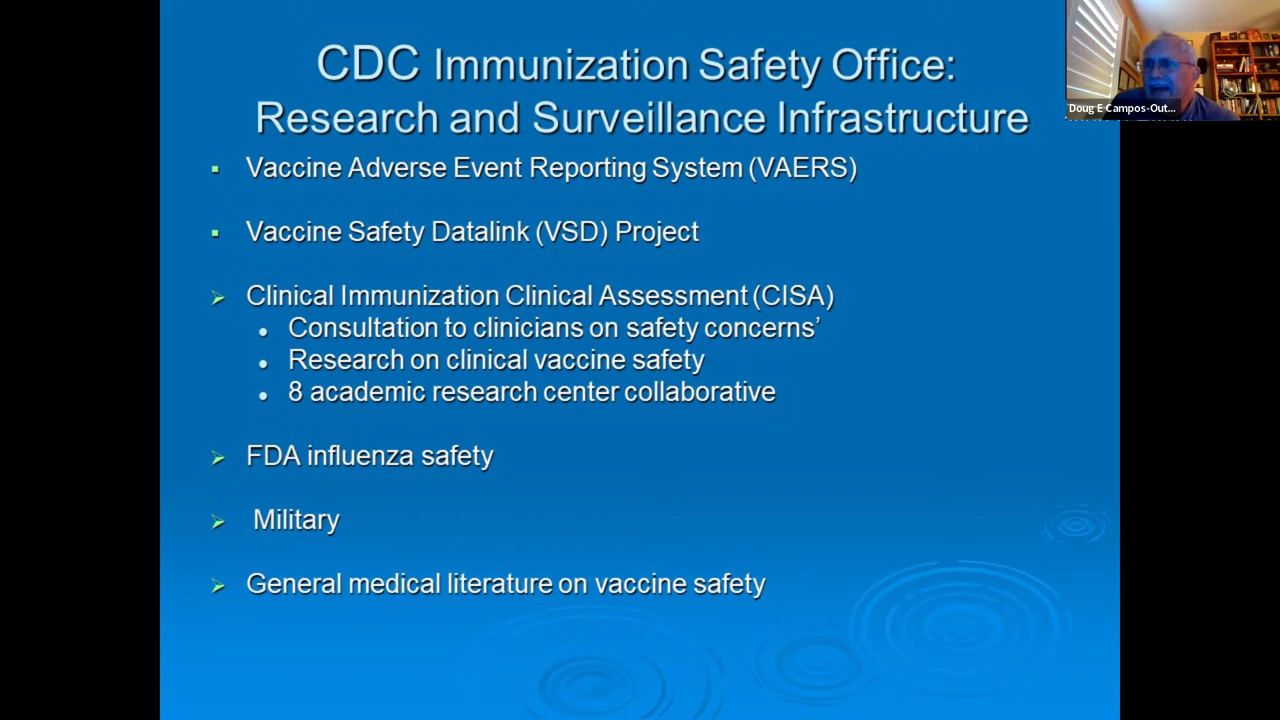 CDC Immunization Safety Office:
Research and Surveillance Infrastructure
Doug E Campos-Out...
▪ Vaccine Adverse Event Reporting System (VAERS)
▪ Vaccine Safety Datalink (VSD) Project
➢ Clinical Immunization Clinical Assessment (CISA)
• Consultation to clinicians on safety concerns’
• Research on clinical vaccine safety
• 8 academic research center collaborative
➢ FDA influenza safety
➢ Military
➢ General medical literature on vaccine safety